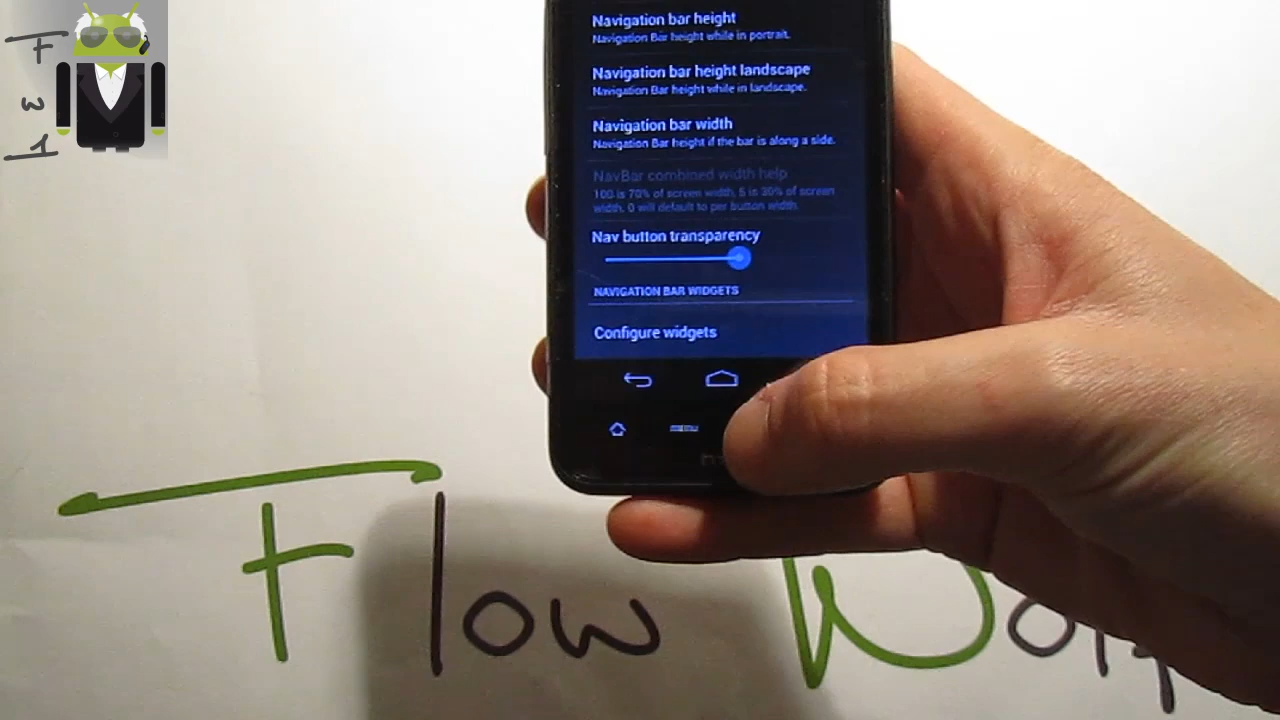 F
W
1
Navigation bar height
Navigation Bar height while in portrait.
Navigation bar height landscape
Navigation Bar height while in landscape.
Navigation bar width
Navigation Bar height if the bar is along a side.
NavBar combined width help
100 is 70% of screen width, 5 is 30% of screen
width. 0 will default to per button width
Nav button transparency
NAVIGATION BAR WIDGETS
Configure widgets
MENU
Flow